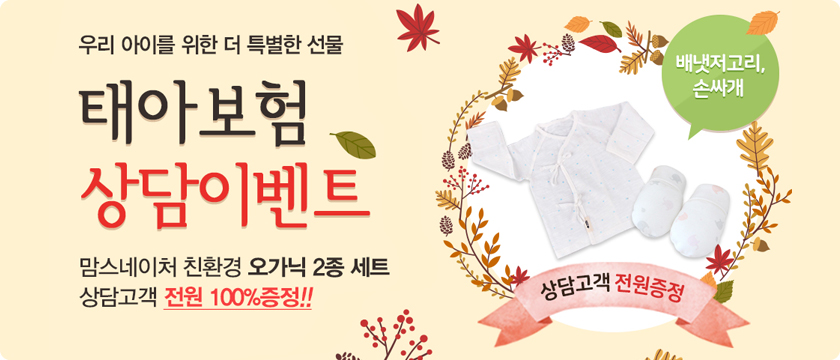 우리 아이를 위한 더 특별한 선물
태아보험
상담이벤트
맘스네이처 친환경 오가닉 2종 세트
상담고객 전원 100%증정!!
배냇저고리,
손싸개
상담고객 전원증정